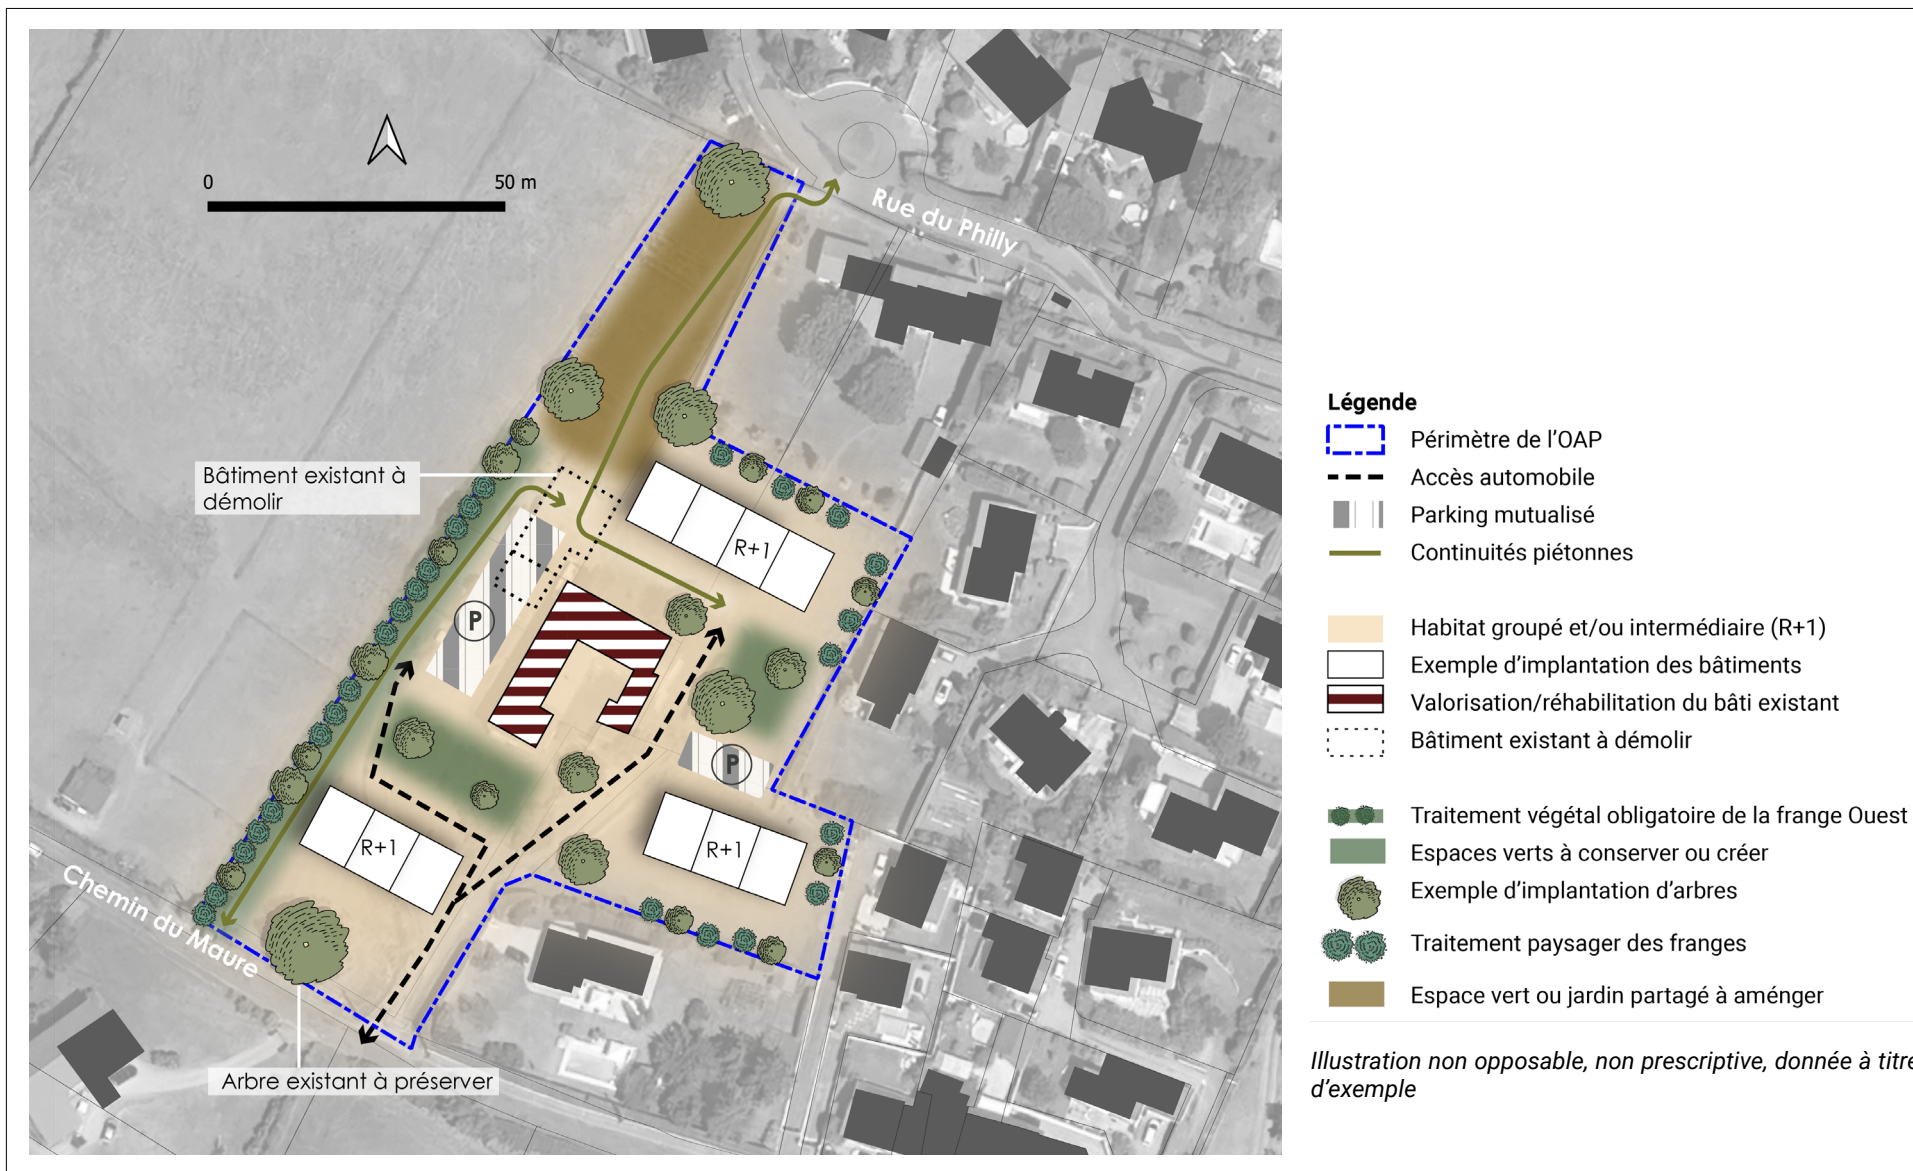 0 50 m
Rue du Philly
Bâtiment existant à
démolir
R+1
P
P
R+1
R+1
Chemin du Maure
Arbre existant à préserver
Légende
Périmètre de l'OAP
Accès automobile
Parking mutualisé
Continuités piétonnes
Habitat groupé et/ou intermédiaire (R+1)
Exemple d'implantation des bâtiments
Valorisation/réhabilitation du bâti existant
Bâtiment existant à démolir
Traitement végétal obligatoire de la frange Ouest
Espaces verts à conserver ou créer
Exemple d'implantation d'arbres
Traitement paysager des franges
Espace vert ou jardin partagé à aménger
Illustration non opposable, non prescriptive, donnée à titre
d'exemple